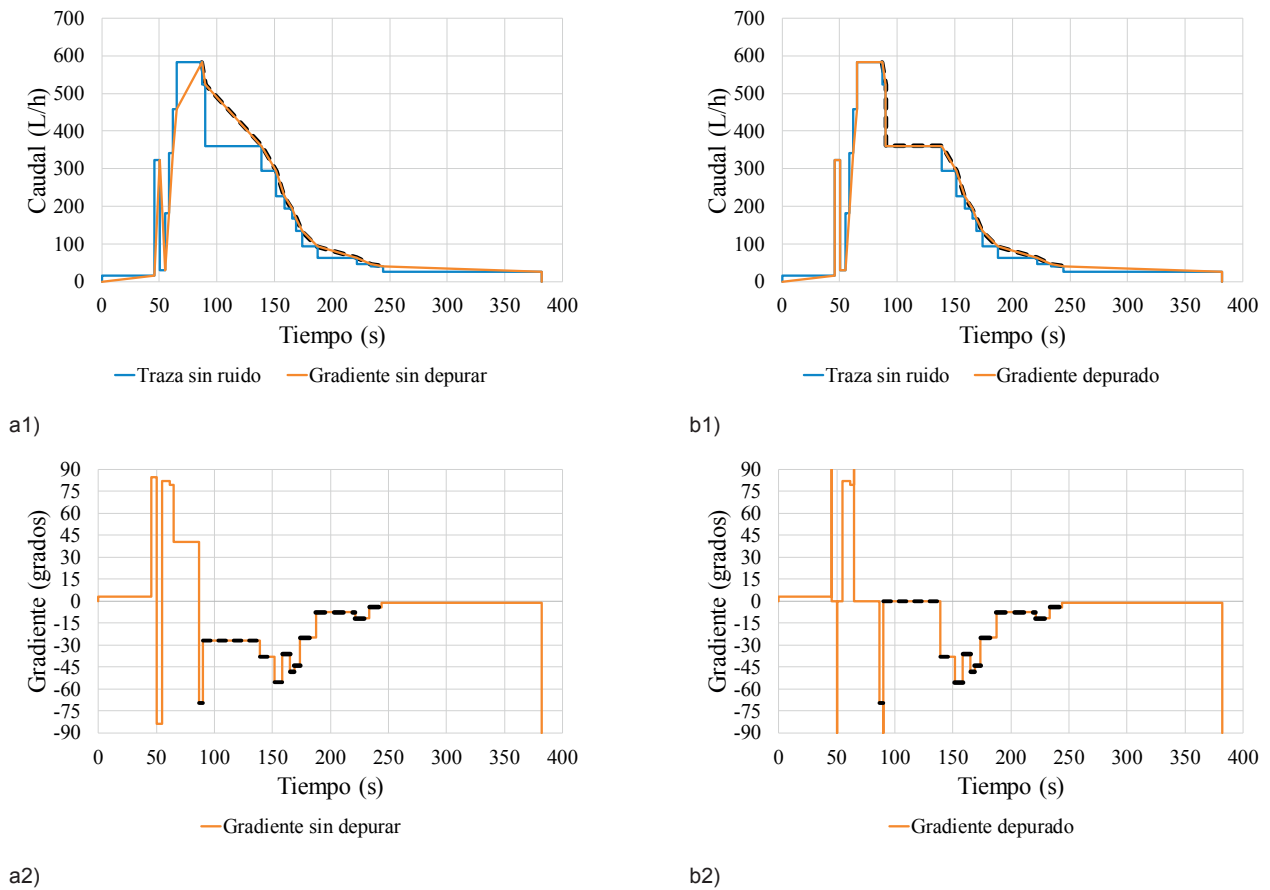 700
600
500
400
300
200
100
0
Caudal (L/h)
0 50 100 150 200 250 300 350 400
Tiempo (s)
Traza sin ruido Gradiente sin depurar
a1)
700
600
500
400
300
200
100
0
Caudal (L/h)
0 50 100 150 200 250 300 350 400
Tiempo (s)
Traza sin ruido Gradiente depurado
b1)
90
75
60
45
30
15
0
-15
-30
-45
-60
-75
-90
Gradiente (grados)
0 50 100 150 200 250 300 350 400
Tiempo (s)
Gradiente sin depurar
a2)
90
75
60
45
30
15
0
-15
-30
-45
-60
-75
-90
Gradiente (grados)
0 50 100 150 200 250 300 350 400
Tiempo (s)
Gradiente depurado
b2)